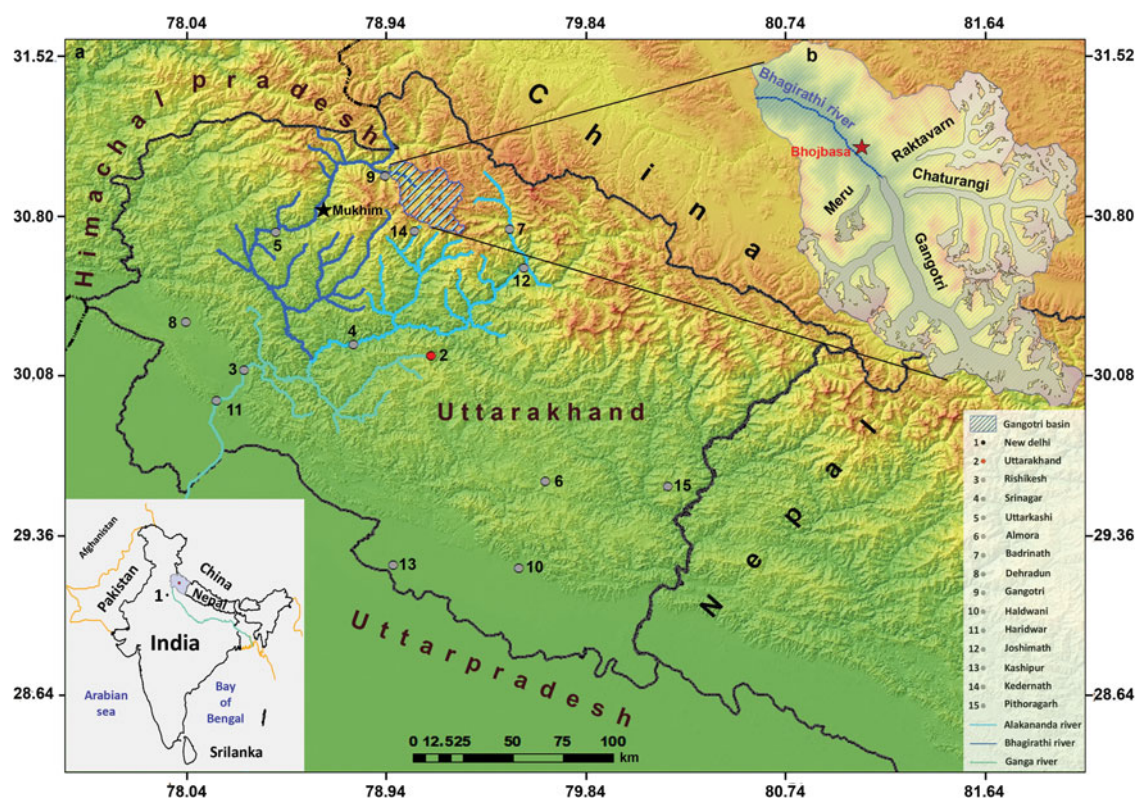 78.04 78.94 79.84 80.74 81.64
31.52 a b 31.52
Himachal pradesh
China
Bhagirathi river
Bhojbasa
Raktavarn
Chaturangi
Meru
Gangotri
9
30.80 Mukhim 30.80
5
14
7
12
8
4
2
3
30.08 30.08
11
Uttarakhand
Nepal
6
15
29.36 29.36
13
10
Uttarpradesh
28.64 28.64
0 12.525 50 75 100
km
Gangotri basin
1 New delhi
2 Uttarakhand
3 Rishikesh
4 Srinagar
5 Uttarkashi
6 Almora
7 Badrinath
8 Dehradun
9 Gangotri
10 Haldwani
11 Haridwar
12 Joshimath
13 Kashipur
14 Kedernath
15 Pithoragarh
Alakananda river
Bhagirathi river
Ganga river
Afghanistan
Pakistan
China
Nepal
1
India
Arabian
sea
Bay
of
Bengal
Srilanka
78.04 78.94 79.84 80.74 81.64